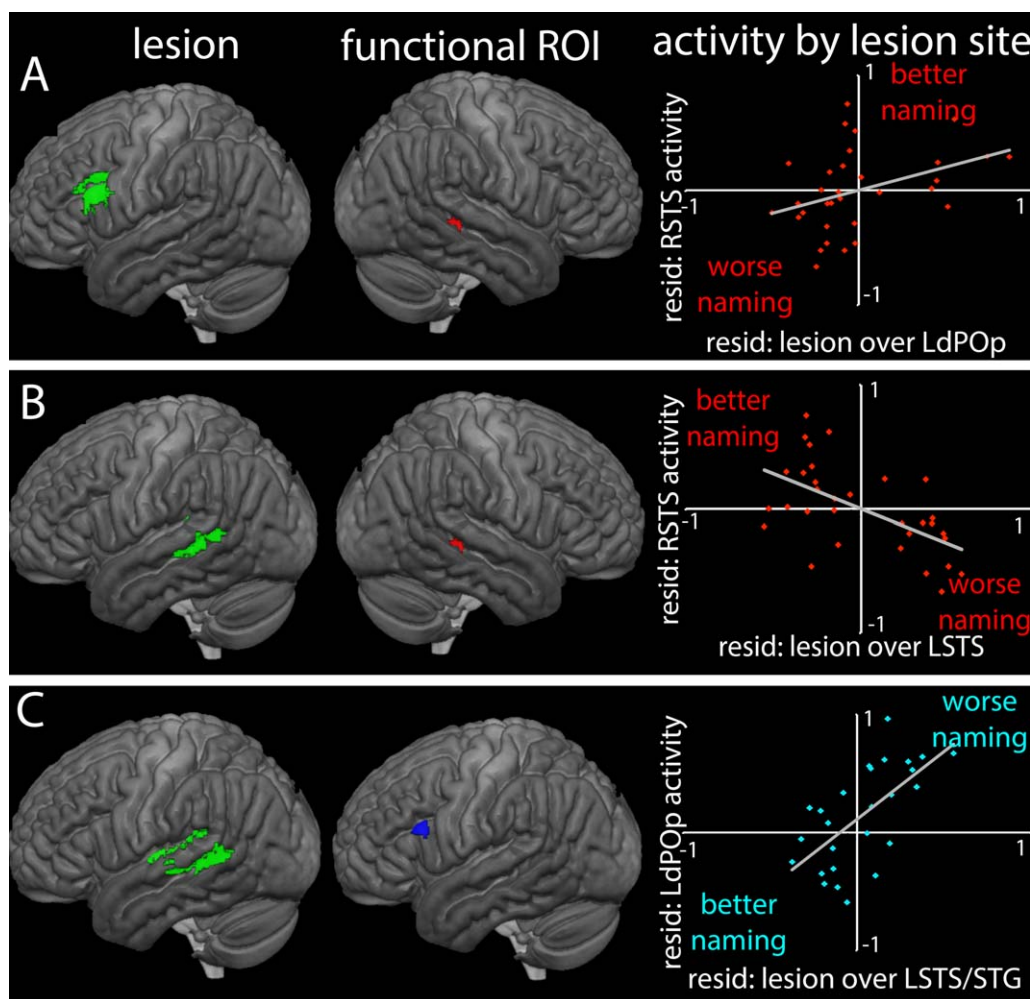 lesion
functional ROI
activity by lesion site
A
1
better
naming
resid: RSTS activity
-1
1
worse
naming
-1
resid: lesion over LdPOp
B
1
better
naming
resid: RSTS activity
-1
1
worse
naming
-1
resid: lesion over LSTS
C
1
worse
naming
resid: LdPOp activity
-1
1
better
naming
-1
resid: lesion over LSTS/STG